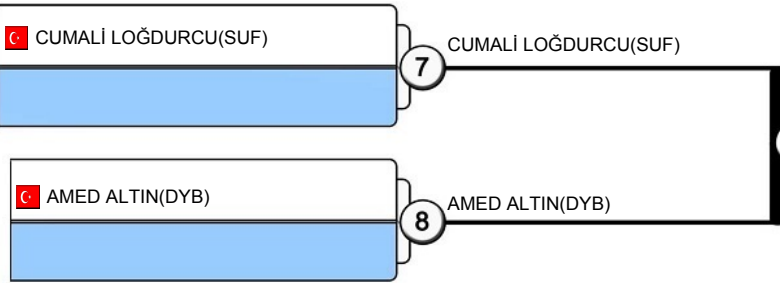 CUMALİ LOĞDURCU(SUF)
7
CUMALİ LOĞDURCU(SUF)
AMED ALTIN(DYB)
8
AMED ALTIN(DYB)